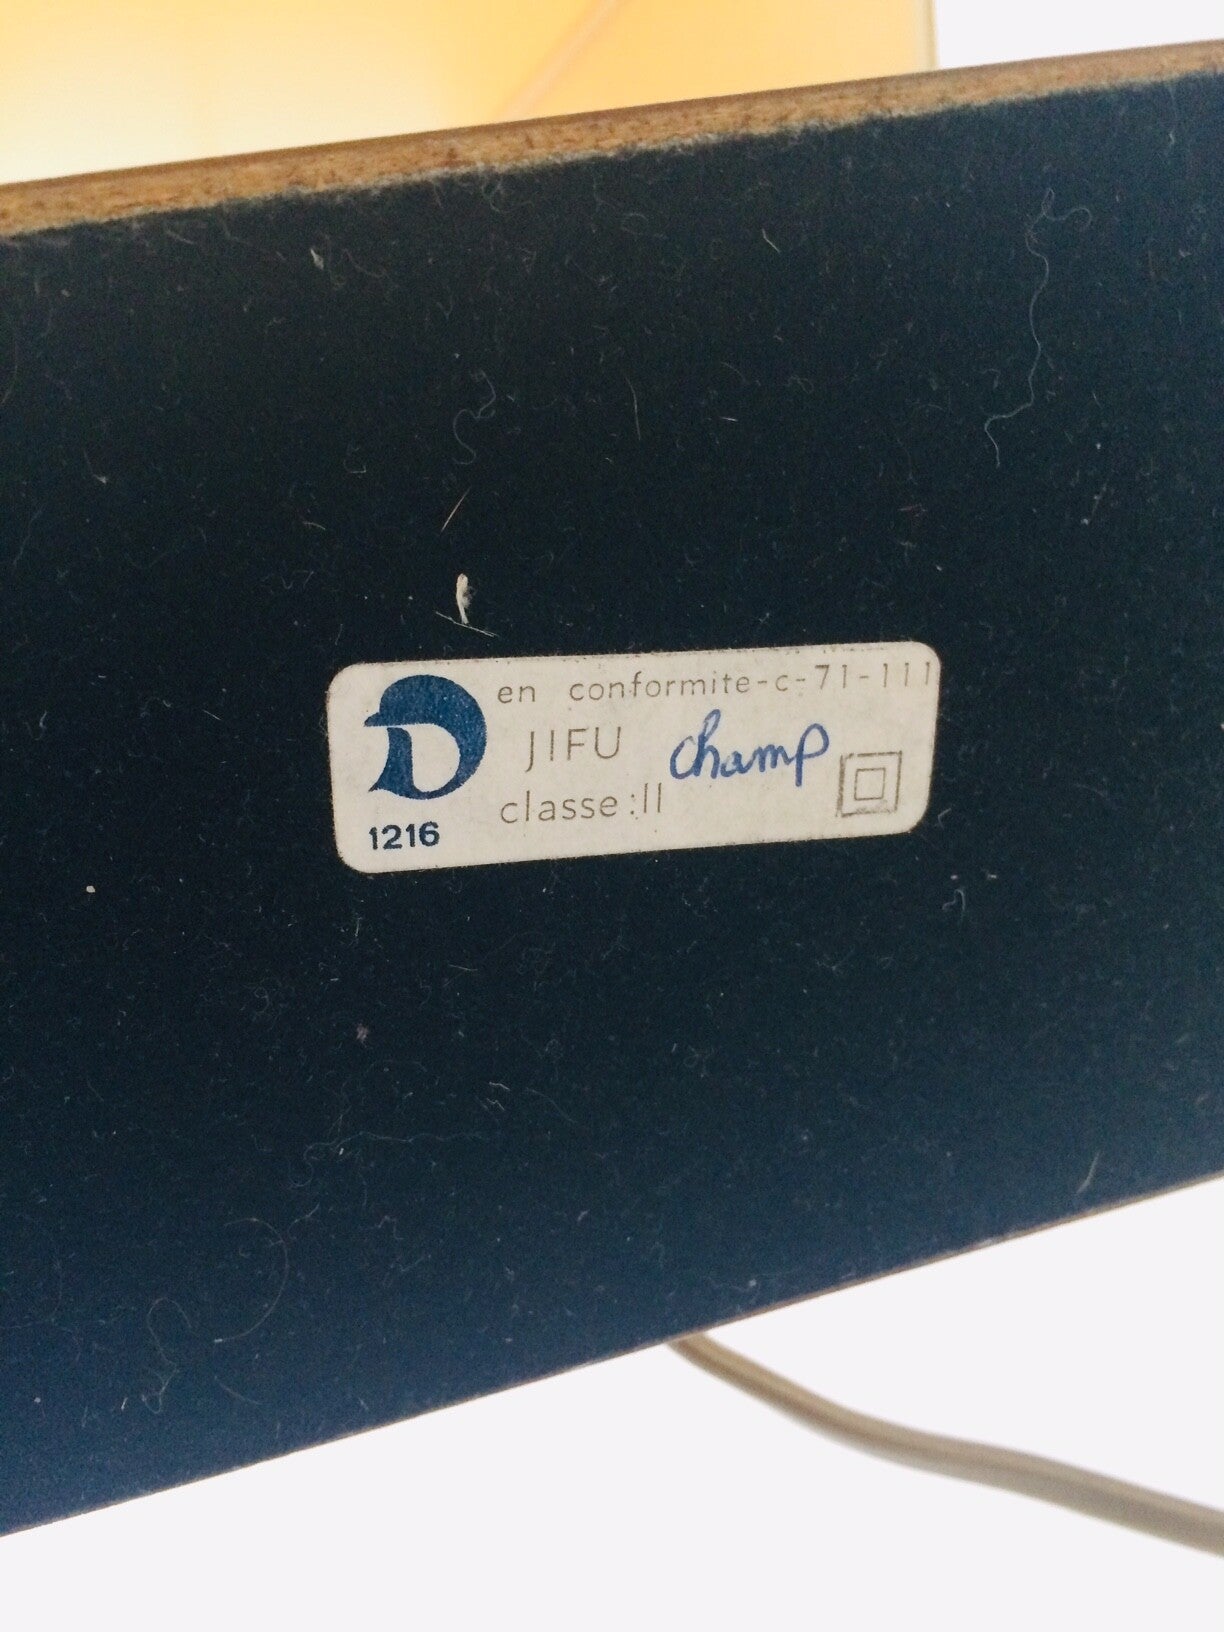 en conformite-c-71-111
JIFU champ
classe:II
D
1216